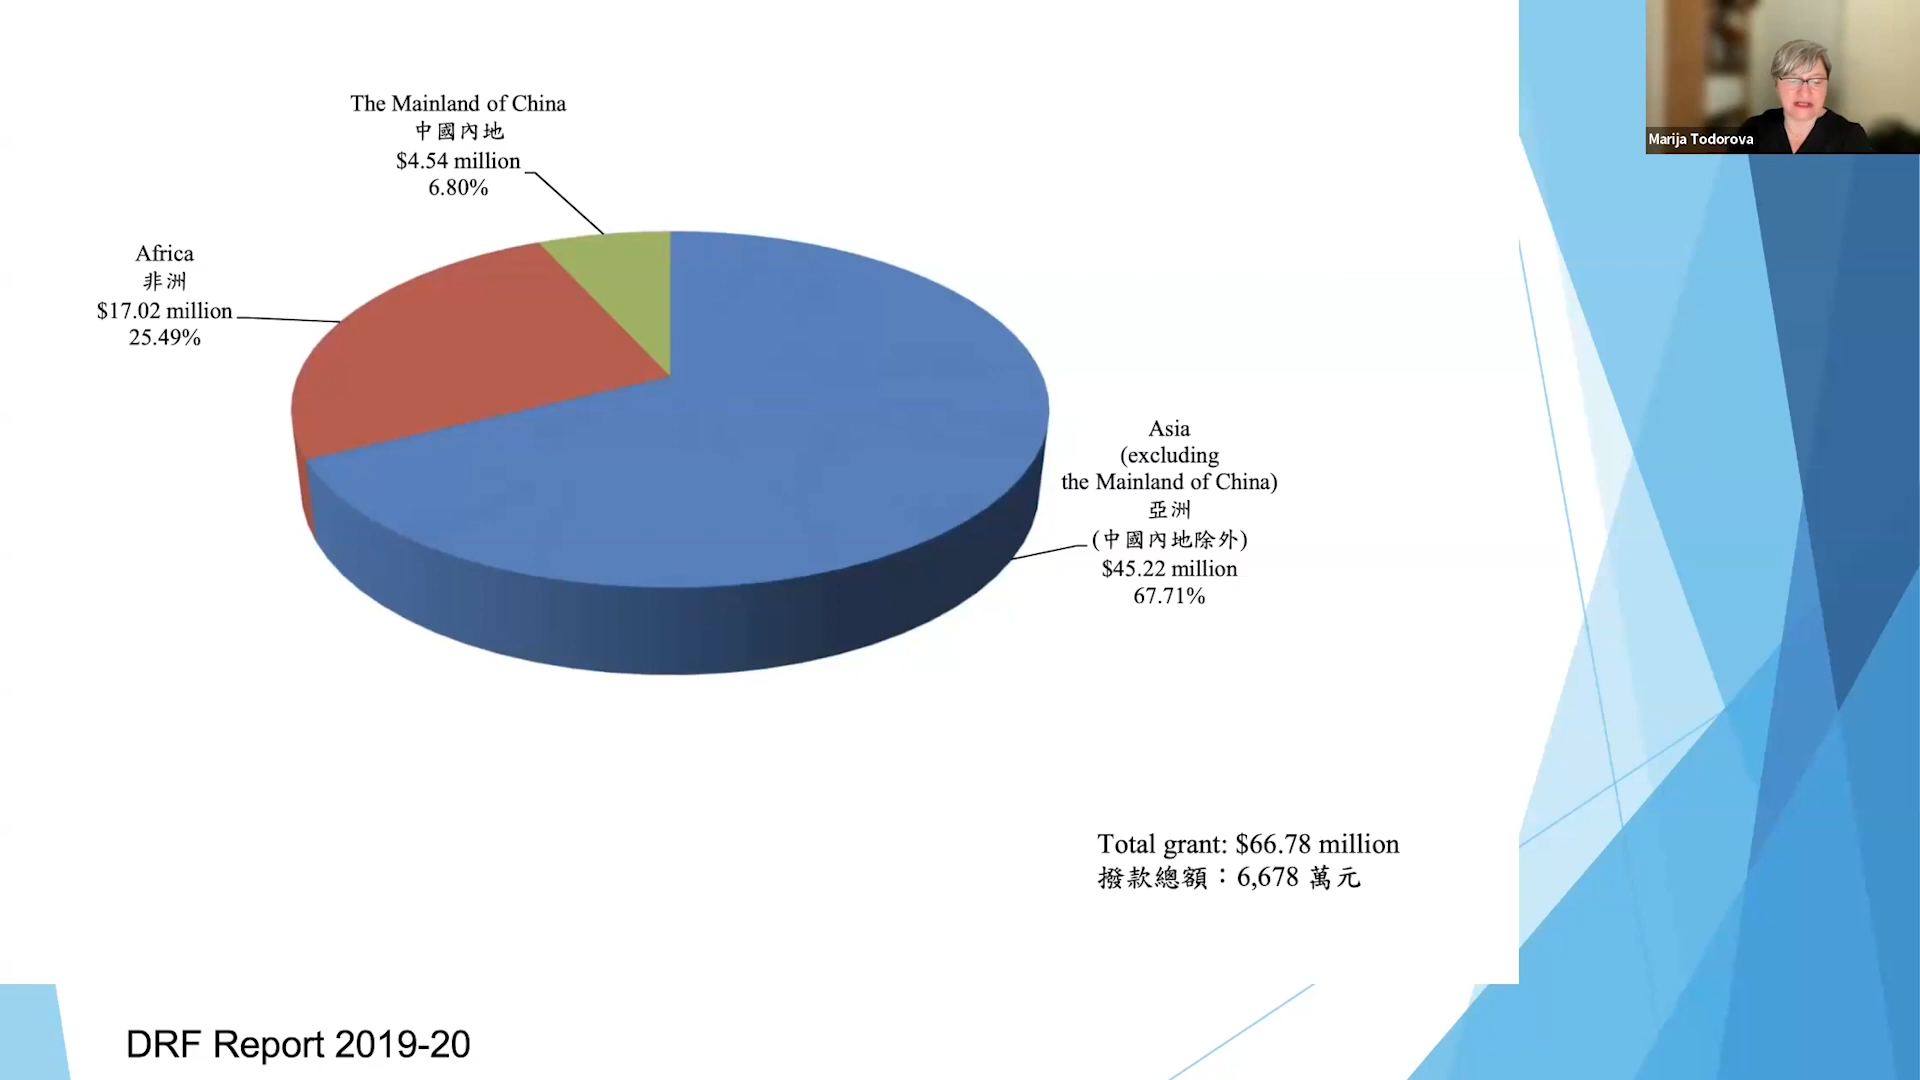 The Mainland of China
中國內地
$4.54 million
6.80%
Africa
非洲
$17.02 million
25.49%
Asia
(excluding
the Mainland of China)
亞洲
(中國內地除外)
$45.22 million
67.71%
Total grant: $66.78 million
撥款總額：6,678 萬元
DRF Report 2019-20
Marija Todorova